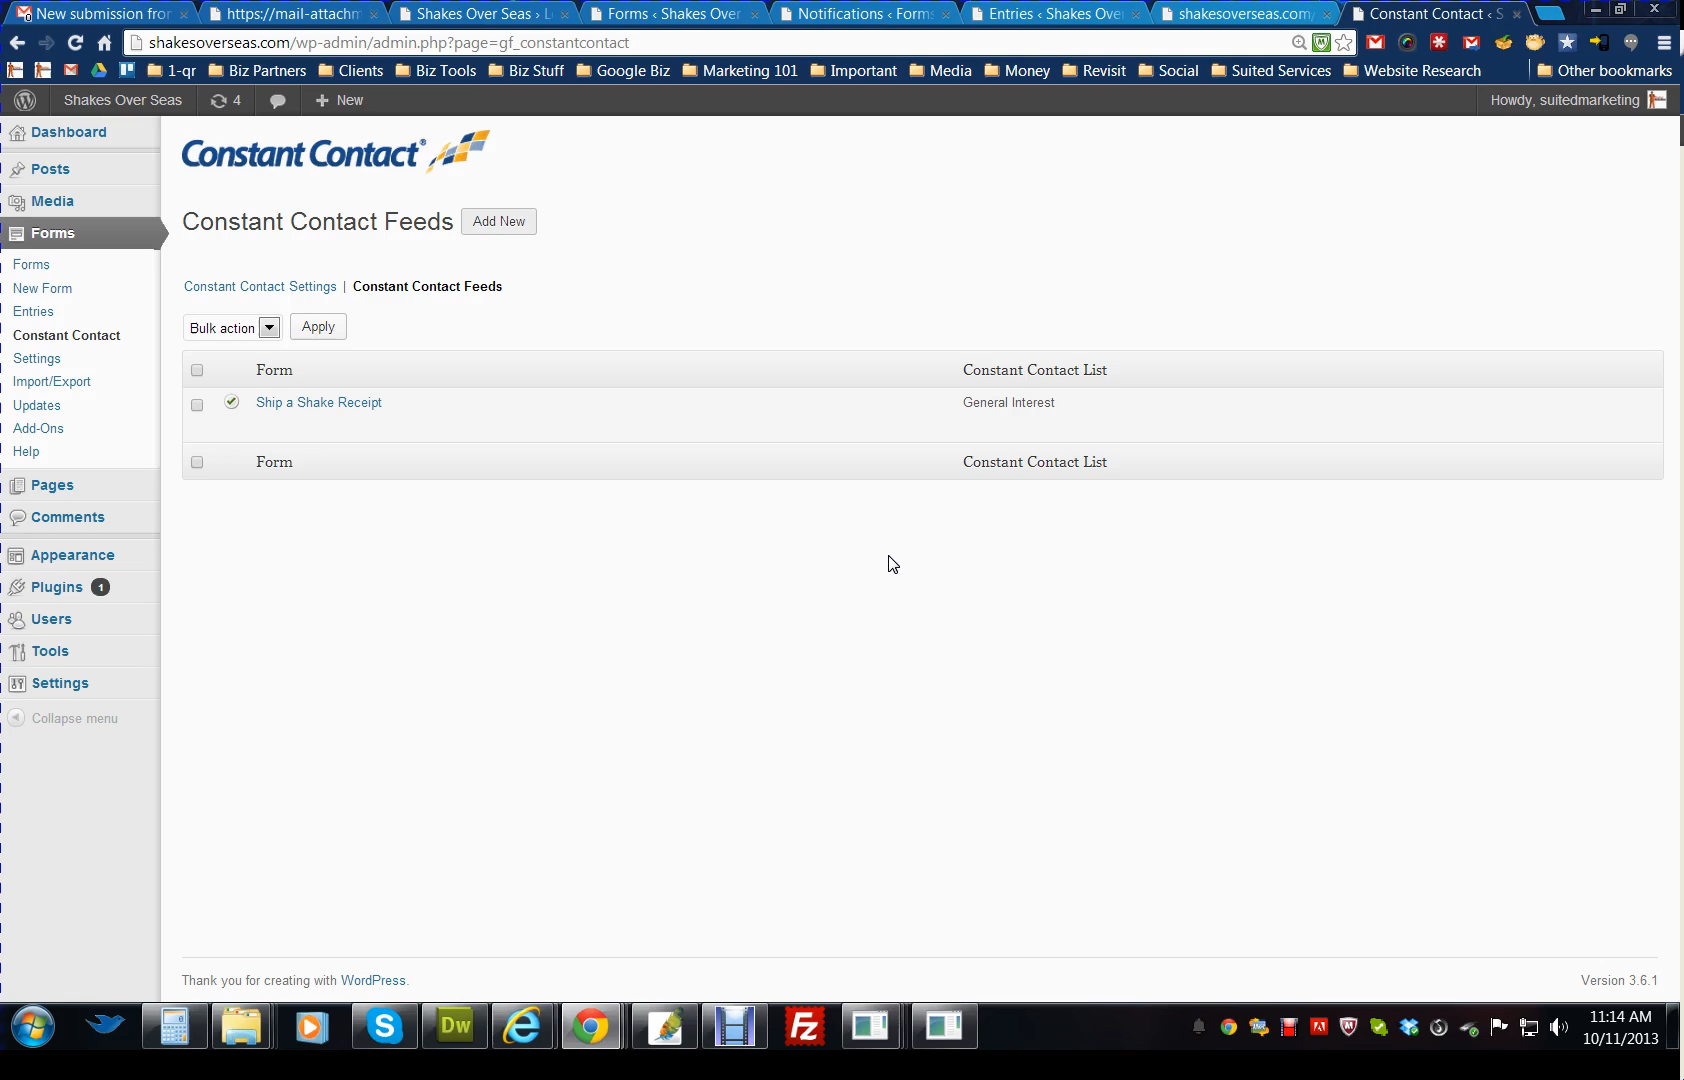 New submission fron
https://mail-attachm
Shakes Over Seas › L
Forms ‹ Shakes Over
Notifications ‹ Forms
Entries ‹ Shakes Ove
shakesoverseas.com/
Constant Contact ‹ S
shakesoverseas.com/wp-admin/admin.php?page=gf_constantcontact
1-qr
Biz Partners
Clients
Biz Tools
Biz Stuff
Google Biz
Marketing 101
Important
Media
Money
Revisit
Social
Suited Services
Website Research
Other bookmarks
Shakes Over Seas
4
New
Howdy, suitedmarketing
Dashboard
Posts
Media
Forms
Forms
New Form
Entries
Constant Contact
Settings
Import/Export
Updates
Add-Ons
Help
Pages
Comments
Appearance
Plugins 1
Users
Tools
Settings
Collapse menu
Constant Contact®
Constant Contact Feeds Add New
Constant Contact Settings | Constant Contact Feeds
Bulk action Apply
Form Constant Contact List
Ship a Shake Receipt General Interest
Form Constant Contact List
Thank you for creating with WordPress. Version 3.6.1
Dw
Fz
11:14 AM
10/11/2013